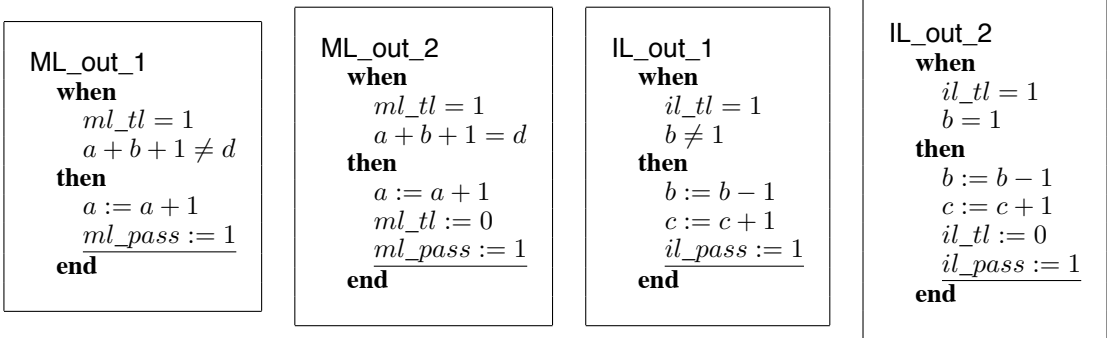 ML_out_1
when
ml_tl = 1
a + b + 1 ≠ d
then
a := a + 1
ml_pass := 1
end
ML_out_2
when
ml_tl = 1
a + b + 1 = d
then
a := a + 1
ml_tl := 0
ml_pass := 1
end
IL_out_1
when
il_tl = 1
b ≠ 1
then
b := b − 1
c := c + 1
il_pass := 1
end
IL_out_2
when
il_tl = 1
b = 1
then
b := b − 1
c := c + 1
il_tl := 0
il_pass := 1
end